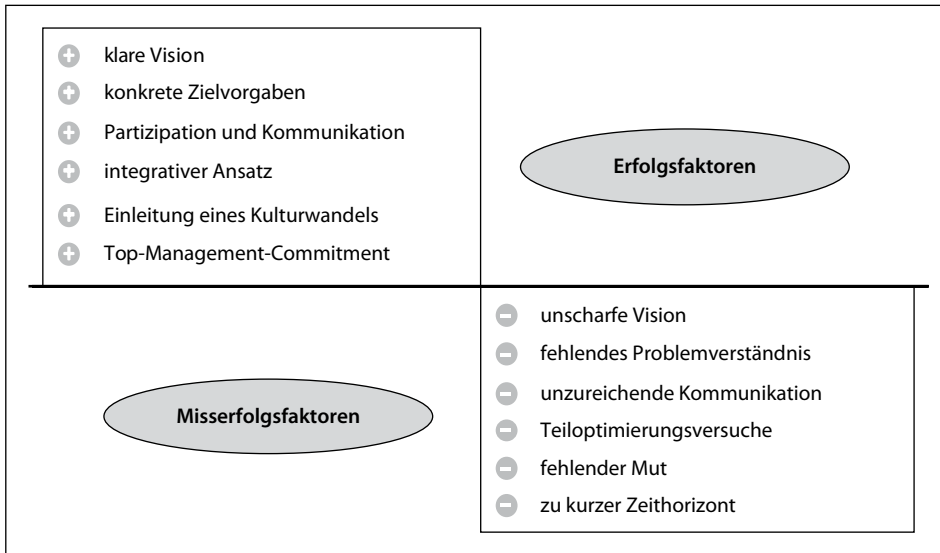 klare Vision
konkrete Zielvorgaben
Partizipation und Kommunikation
integrativer Ansatz
Einleitung eines Kulturwandels
Top-Management-Commitment
Erfolgsfaktoren
Misserfolgsfaktoren
unscharfe Vision
fehlendes Problemverständnis
unzureichende Kommunikation
Teiloptimierungsversuche
fehlender Mut
zu kurzer Zeithorizont